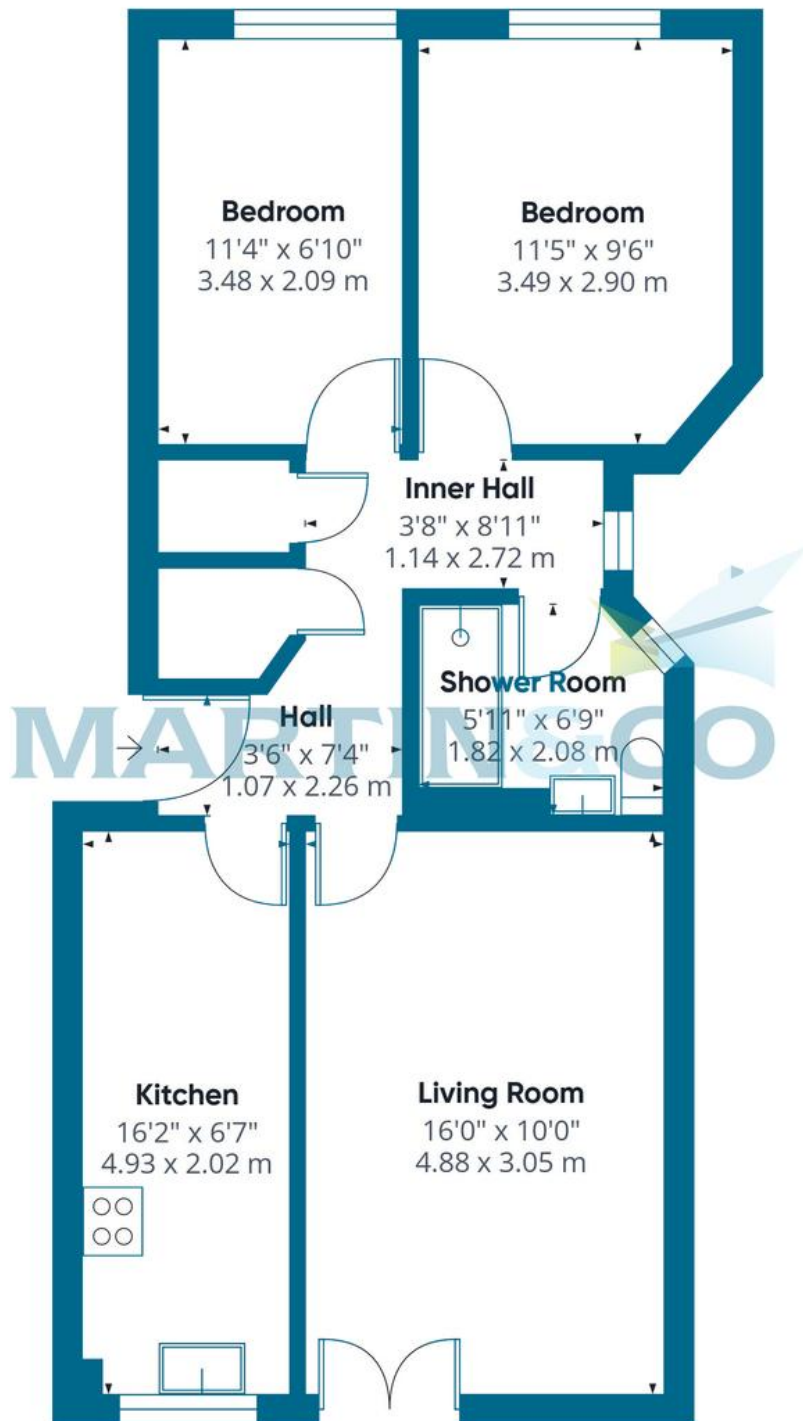 Bedroom
11'4" x 6'10"
3.48 x 2.09 m
Bedroom
11'5" x 9'6"
3.49 x 2.90 m
Inner Hall
3'8" x 8'11"
1.14 x 2.72 m
Shower Room
5'11" x 6'9"
1.82 x 2.08 m
Hall
3'6" x 7'4"
1.07 x 2.26 m
MARTIN&CO
Kitchen
16'2" x 6'7"
4.93 x 2.02 m
Living Room
16'0" x 10'0"
4.88 x 3.05 m